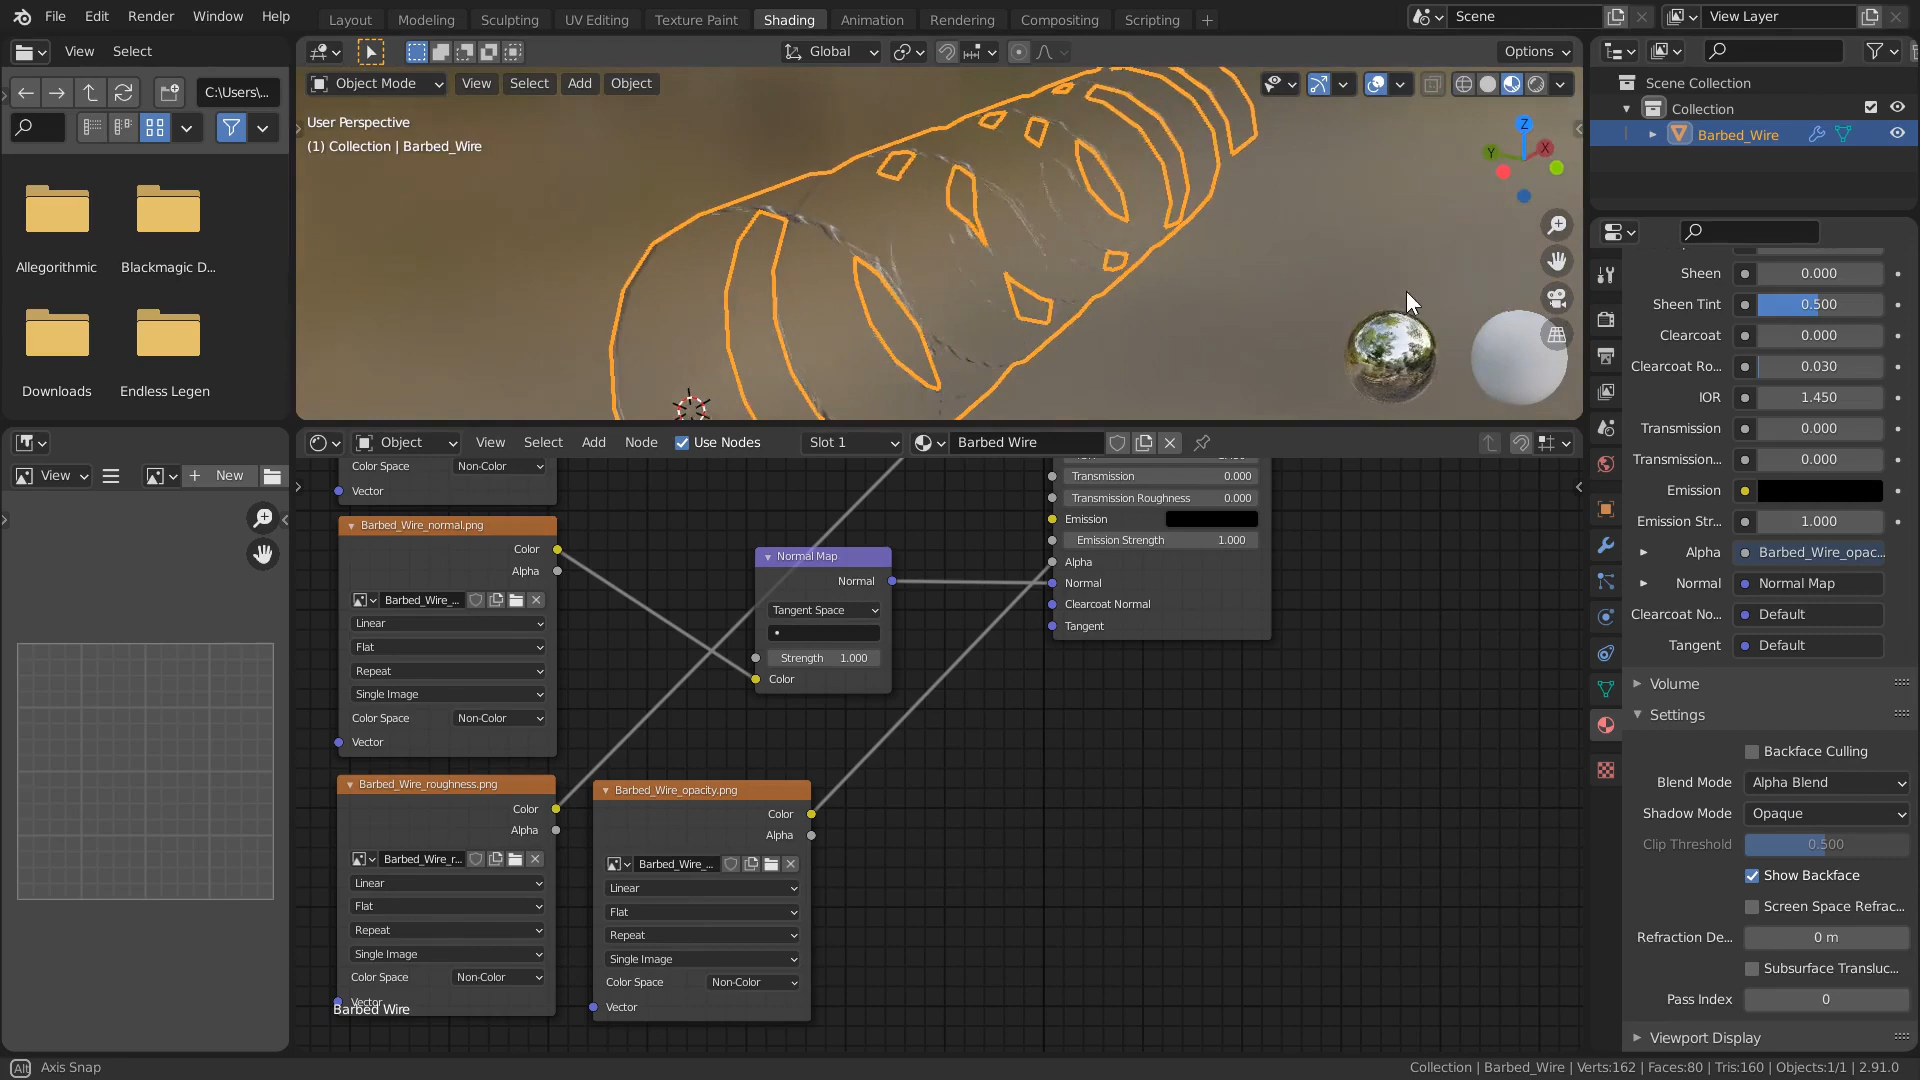 File Edit Render Window Help
Layout Modeling Sculpting UV Editing Texture Paint Shading Animation Rendering Compositing Scripting +
Scene
View Layer
View Select
Global
Options
C:\Users\...
Object Mode View Select Add Object
User Perspective
(1) Collection | Barbed_Wire
Z
Y
X
Scene Collection
Collection
Barbed_Wire
Allegorithmic
Blackmagic D...
Downloads
Endless Legen
Sheen 0.000
Sheen Tint 0.500
Clearcoat 0.000
Clearcoat Ro... 0.030
IOR 1.450
Transmission 0.000
Transmission... 0.000
Emission
Emission Str... 1.000
Alpha Barbed_Wire_opac...
Normal Normal Map
Clearcoat No... Default
Tangent Default
Volume
Settings
Backface Culling
Blend Mode Alpha Blend
Shadow Mode Opaque
Clip Threshold 0.500
Show Backface
Screen Space Refrac...
Refraction De... 0 m
Subsurface Transluc...
Pass Index 0
Viewport Display
View + New
Object View Select Add Node Use Nodes Slot 1 Barbed Wire
Color Space Non-Color
Vector
Barbed_Wire_normal.png
Color
Alpha
Barbed_Wire_...
Linear
Flat
Repeat
Single Image
Color Space Non-Color
Vector
Normal Map
Normal
Tangent Space
Strength 1.000
Color
Transmission 0.000
Transmission Roughness 0.000
Emission
Emission Strength 1.000
Alpha
Normal
Clearcoat Normal
Tangent
Barbed_Wire_roughness.png
Color
Alpha
Barbed_Wire_r...
Linear
Flat
Repeat
Single Image
Color Space Non-Color
Vector
Barbed Wire
Barbed_Wire_opacity.png
Color
Alpha
Barbed_Wire_...
Linear
Flat
Repeat
Single Image
Color Space Non-Color
Vector
Alt Axis Snap
Collection | Barbed_Wire | Verts:162 | Faces:80 | Tris:160 | Objects:1/1 | 2.91.0